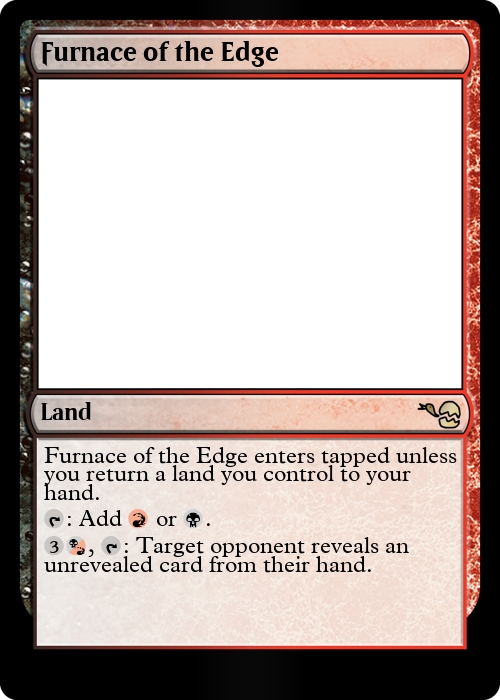 Furnace of the Edge
Land
Furnace of the Edge enters tapped unless
you return a land you control to your
hand.
: Add or .
3 , : Target opponent reveals an
unrevealed card from their hand.